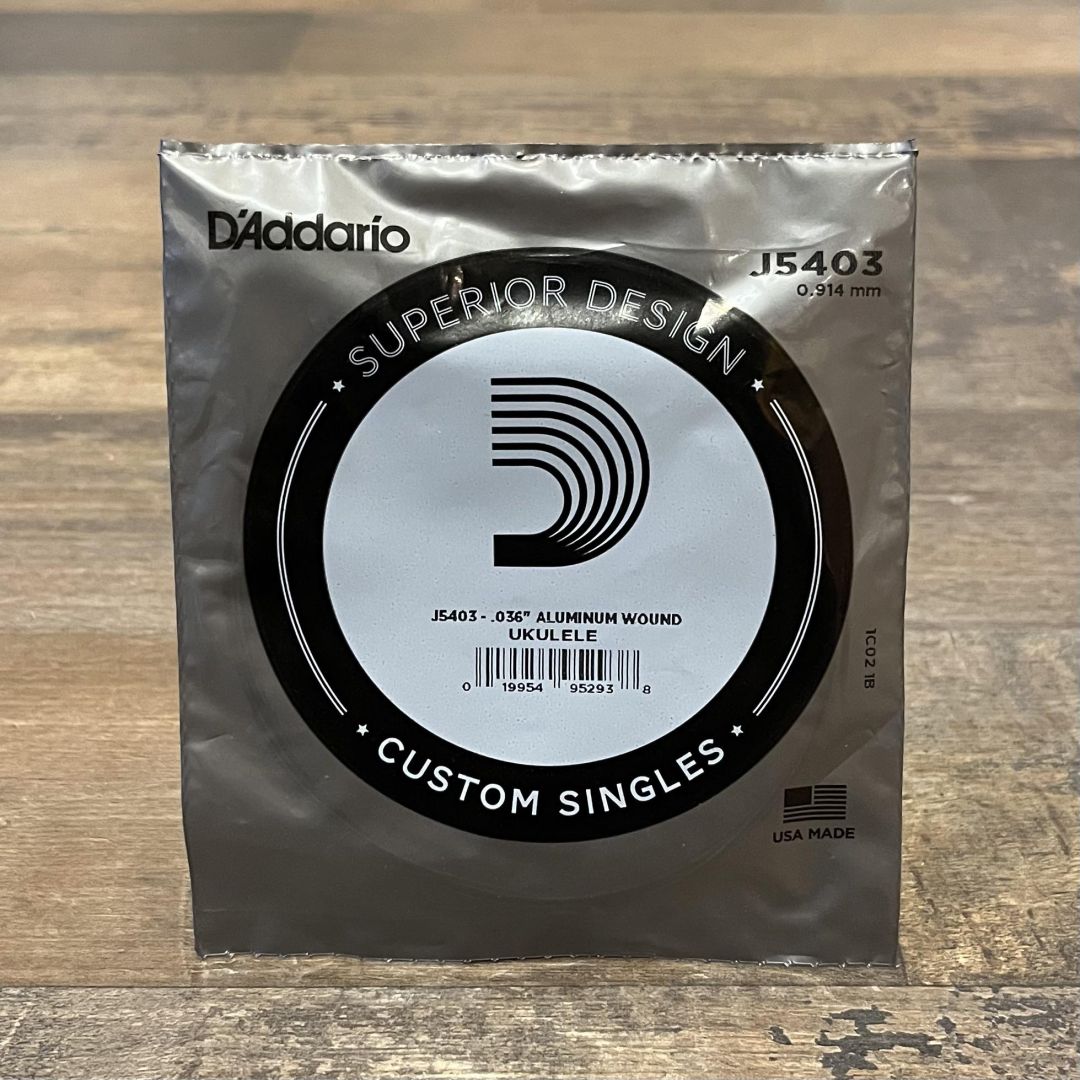 D'Addario
J5403
0.914 mm
SUPERIOR DESIGN
J5403 - .036" ALUMINUM WOUND
UKULELE
0 19954 95293 8
CUSTOM SINGLES
1C02 1B
USA MADE